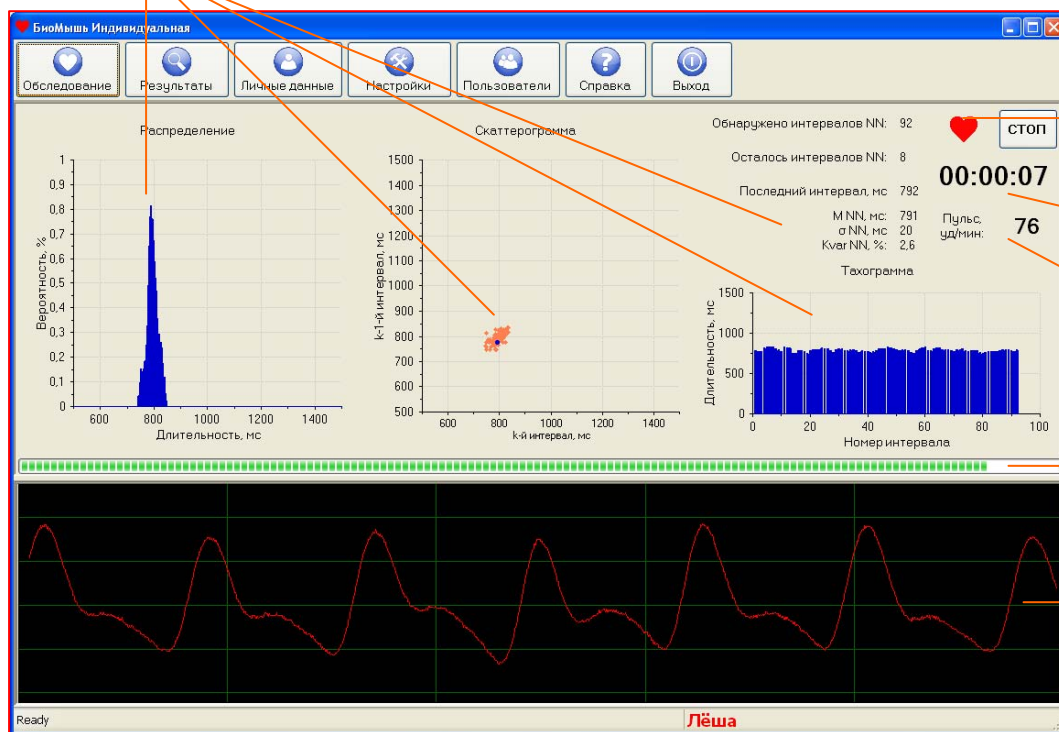 БиоМышь Индивидуальная
Обследование Результаты Личные данные Настройки Пользователи Справка Выход
Распределение
Вероятность, %
1
0,9
0,8
0,7
0,6
0,5
0,4
0,3
0,2
0,1
0
600 800 1000 1200 1400
Длительность, мс
Скаттерограмма
k-1-й интервал, мс
1500
1400
1300
1200
1100
1000
900
800
700
600
500
600 800 1000 1200 1400
k-й интервал, мс
Обнаружено интервалов NN: 92
Осталось интервалов NN: 8
Последний интервал, мс 792
M NN, мс: 791
σ NN, мс 20
Kvar NN, %: 2,6
стоп
00:00:07
Пульс, уд/мин: 76
Тахограмма
Длительность, мс
1500
1000
500
0
0 20 40 60 80 100
Номер интервала
Ready
Лёша